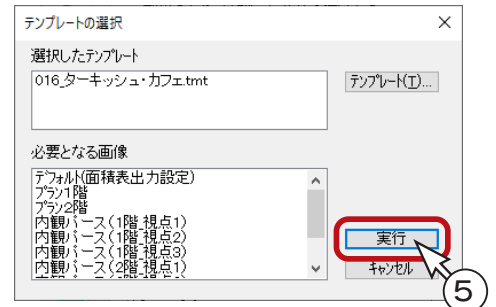 テンプレートの選択
選択したテンプレート
016_ターキッシュ・カフェ.tmt
テンプレート(T)...
必要となる画像
デフォルト(面積表出力設定)
プラン1階
プラン2階
内観パース(1階_視点1)
内観パース(1階_視点2)
内観パース(1階_視点3)
内観パース(2階_視点1)
実行
キャンセル
5